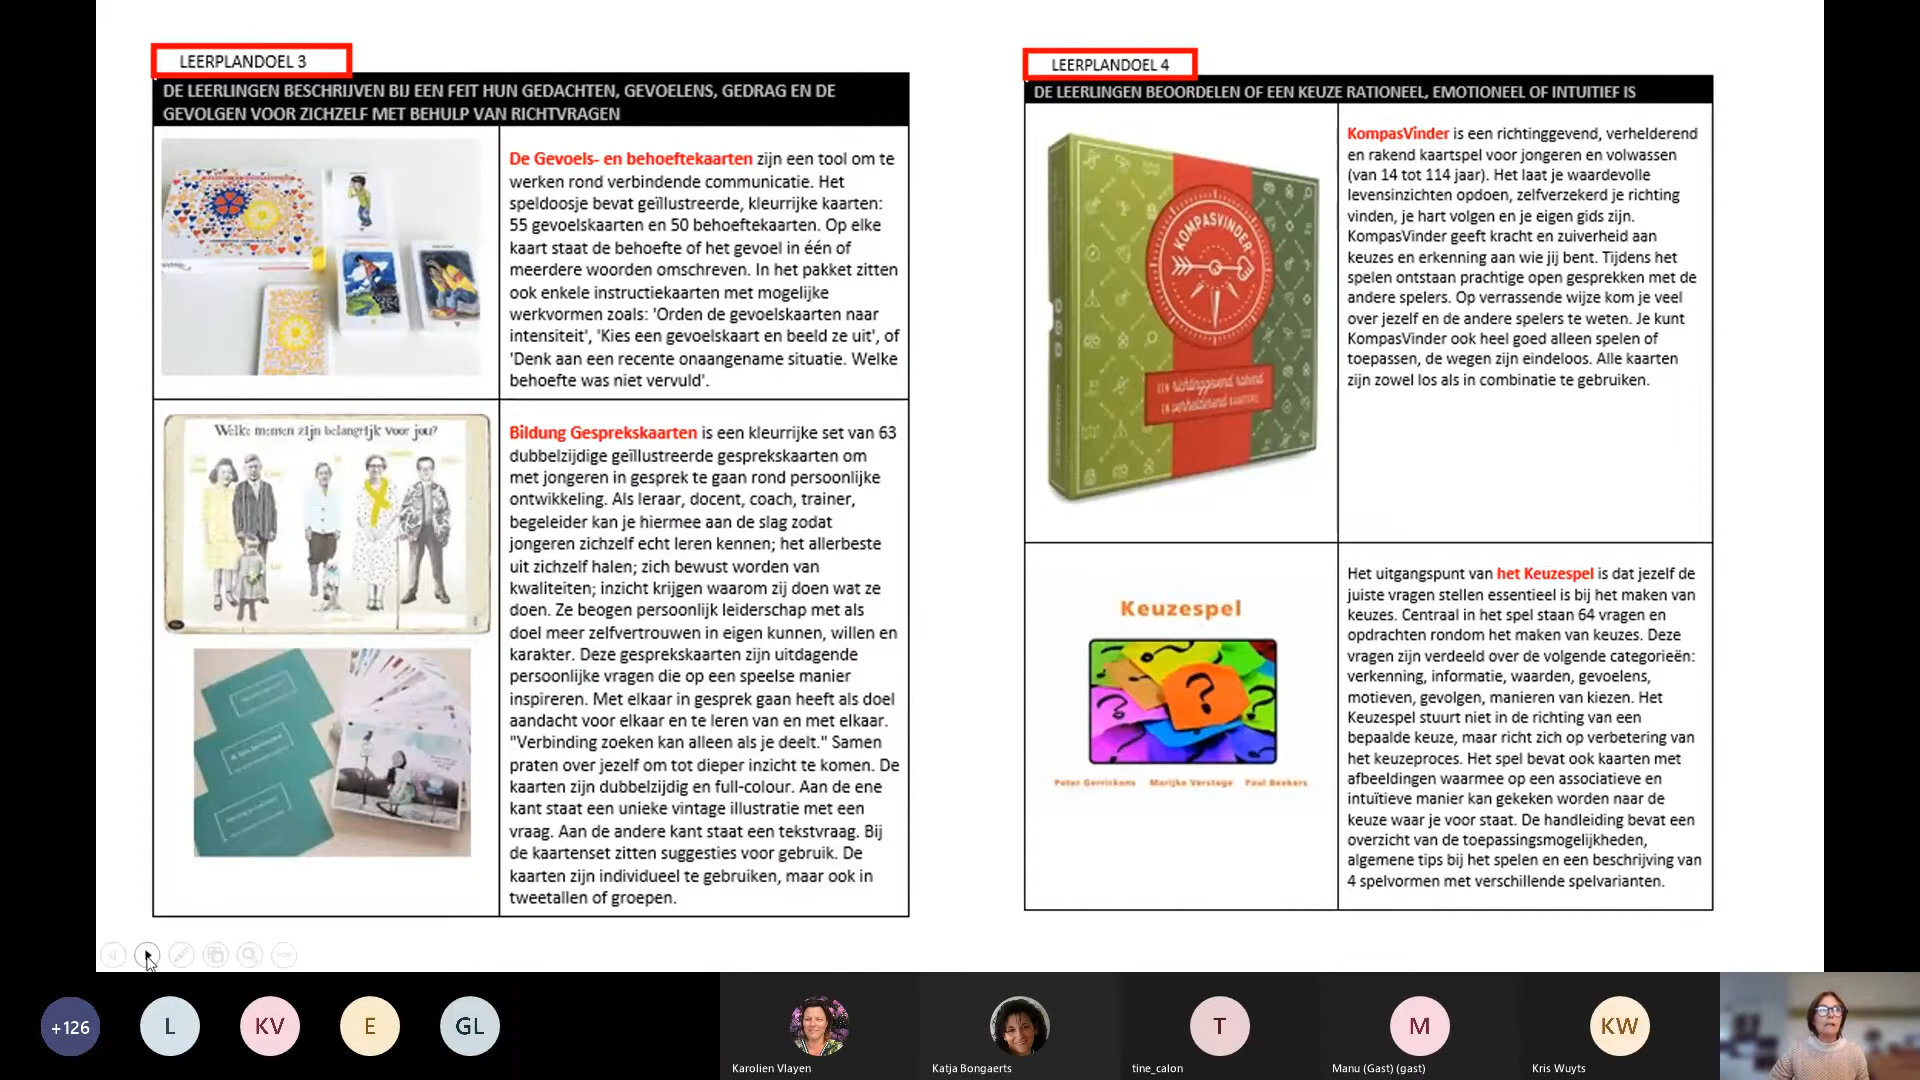 LEERPLANDOEL 3
DE LEERLINGEN BESCHRIJVEN BIJ EEN FEIT HUN GEDACHTEN, GEVOELENS, GEDRAG EN DE
GEVOLGEN VOOR ZICHZELF MET BEHULP VAN RICHTVRAGEN
De Gevoels- en behoeftekaarten zijn een tool om te
werken rond verbindende communicatie. Het
speldoosje bevat geïllustreerde, kleurrijke kaarten:
55 gevoelskaarten en 50 behoeftekaarten. Op elke
kaart staat de behoefte of het gevoel in één of
meerdere woorden omschreven. In het pakket zitten
ook enkele instructiekaarten met mogelijke
werkvormen zoals: 'Orden de gevoelskaarten naar
intensiteit', 'Kies een gevoelskaart en beeld ze uit', of
'Denk aan een recente onaangename situatie. Welke
behoefte was niet vervuld'.
Welke mensen zijn belangrijk voor jou?
Bildung Gesprekskaarten is een kleurrijke set van 63
dubbelzijdige geïllustreerde gesprekskaarten om
met jongeren in gesprek te gaan rond persoonlijke
ontwikkeling. Als leraar, docent, coach, trainer,
begeleider kan je hiermee aan de slag zodat
jongeren zichzelf echt leren kennen; het allerbeste
uit zichzelf halen; zich bewust worden van
kwaliteiten; inzicht krijgen waarom zij doen wat ze
doen. Ze beogen persoonlijk leiderschap met als
doel meer zelfvertrouwen in eigen kunnen, willen en
karakter. Deze gesprekskaarten zijn uitdagende
persoonlijke vragen die op een speelse manier
inspireren. Met elkaar in gesprek gaan heeft als doel
aandacht voor elkaar en te leren van en met elkaar.
"Verbinding zoeken kan alleen als je deelt." Samen
praten over jezelf om tot dieper inzicht te komen. De
kaarten zijn dubbelzijdig en full-colour. Aan de ene
kant staat een unieke vintage illustratie met een
vraag. Aan de andere kant staat een tekstvraag. Bij
de kaartenset zitten suggesties voor gebruik. De
kaarten zijn individueel te gebruiken, maar ook in
tweetallen of groepen.
LEERPLANDOEL 4
DE LEERLINGEN BEOORDELEN OF EEN KEUZE RATIONEEL, EMOTIONEEL OF INTUITIEF IS
KOMPASVINDER
EEN richtinggevend, rakend
EN verhelderend KAARTSPEL
KompasVinder is een richtinggevend, verhelderend
en rakend kaartspel voor jongeren en volwassen
(van 14 tot 114 jaar). Het laat je waardevolle
levensinzichten opdoen, zelfverzekerd je richting
vinden, je hart volgen en je eigen gids zijn.
KompasVinder geeft kracht en zuiverheid aan
keuzes en erkenning aan wie jij bent. Tijdens het
spelen ontstaan prachtige open gesprekken met de
andere spelers. Op verrassende wijze kom je veel
over jezelf en de andere spelers te weten. Je kunt
KompasVinder ook heel goed alleen spelen of
toepassen, de wegen zijn eindeloos. Alle kaarten
zijn zowel los als in combinatie te gebruiken.
Keuzespel
Peter Gerrickens Marijke Verstege Paul Beekers
Het uitgangspunt van het Keuzespel is dat jezelf de
juiste vragen stellen essentieel is bij het maken van
keuzes. Centraal in het spel staan 64 vragen en
opdrachten rondom het maken van keuzes. Deze
vragen zijn verdeeld over de volgende categorieën:
verkenning, informatie, waarden, gevoelens,
motieven, gevolgen, manieren van kiezen. Het
Keuzespel stuurt niet in de richting van een
bepaalde keuze, maar richt zich op verbetering van
het keuzeproces. Het spel bevat ook kaarten met
afbeeldingen waarmee op een associatieve en
intuïtieve manier kan gekeken worden naar de
keuze waar je voor staat. De handleiding bevat een
overzicht van de toepassingsmogelijkheden,
algemene tips bij het spelen en een beschrijving van
4 spelvormen met verschillende spelvarianten.
+126
L
KV
E
GL
T
M
KW
Karolien Vlayen
Katja Bongaerts
tine_calon
Manu (Gast) (gast)
Kris Wuyts